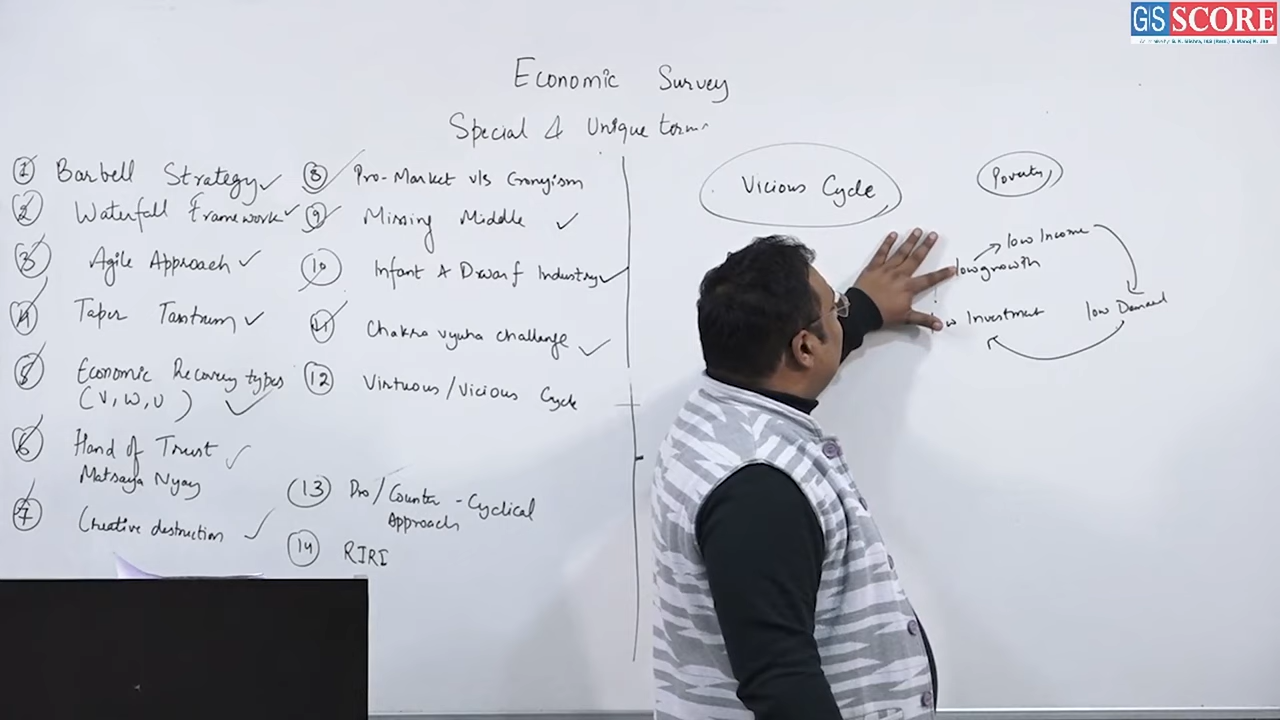 GS SCORE
Economic Survey
Special & Unique terms
1 Barbell Strategy
2 Waterfall Framework
3 Agile Approach
4 Taper Tantrum
5 Economic Recovery types
(V, W, U)
6 Hand of Trust
Matsaya Nyay
7 Creative destruction
8 Pro-Market v/s Cronyism
9 Missing Middle
10 Infant & Dwarf Industry
11 Chakra vyuha challenge
12 Virtuous/Vicious Cycle
13 Pro/Counter-Cyclical
Approach
14 RIRI
Vicious Cycle
Poverty
low Income
low growth
low Demand
w Investment